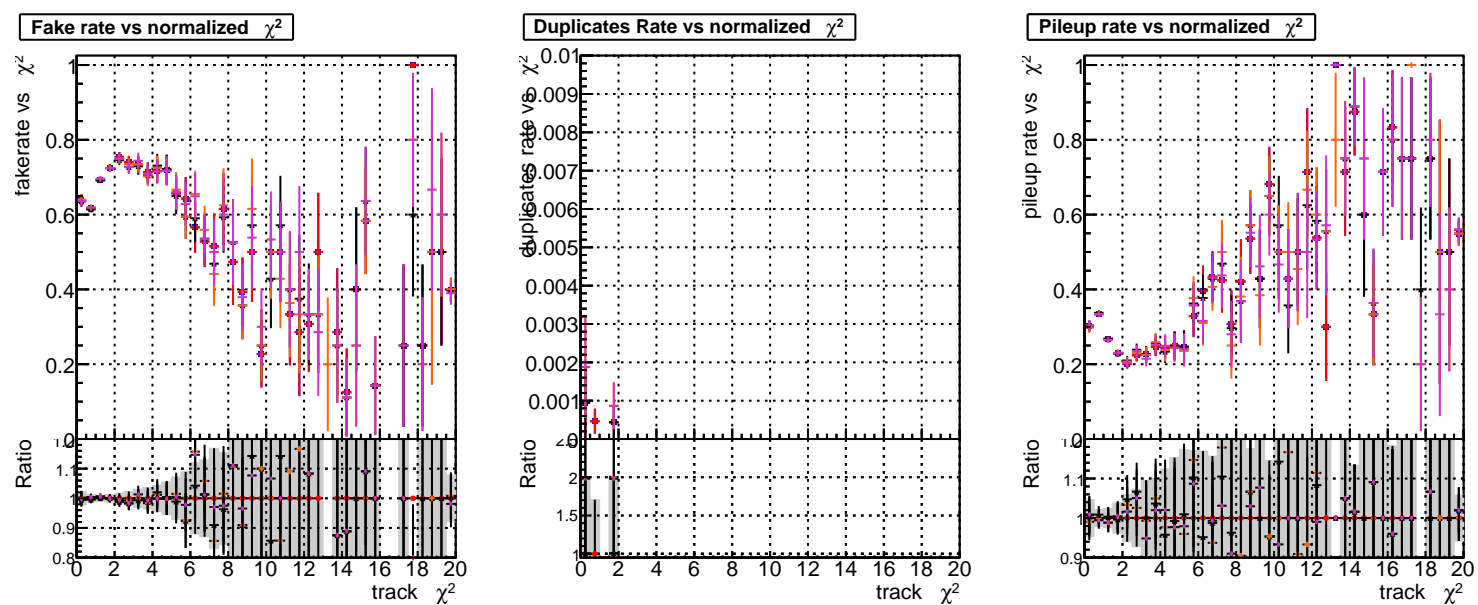 Fake rate vs normalized χ²
fakerate vs χ²
1
0.8
0.6
0.4
0.2
Ratio
1.1
1
0.9
0.8
0 2 4 6 8 10 12 14 16 18 20
track χ²
Duplicates Rate vs normalized χ²
duplicates rate vs χ²
0.01
0.009
0.008
0.007
0.006
0.005
0.004
0.003
0.002
0.001
Ratio
2
1.5
1
0 2 4 6 8 10 12 14 16 18 20
track χ²
Pileup rate vs normalized χ²
pileup rate vs χ²
1
0.8
0.6
0.4
0.2
Ratio
1.1
1
0.9
0 2 4 6 8 10 12 14 16 18 20
track χ²